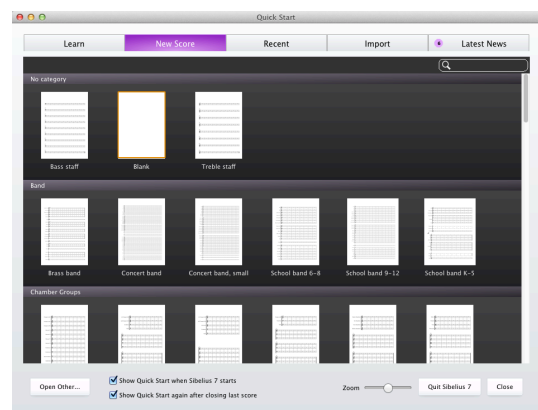 Quick Start
Learn
New Score
Recent
Import
Latest News
No category
Bass staff
Blank
Treble staff
Band
Brass band
Concert band
Concert band, small
School band 6-8
School band 9-12
School band K-5
Chamber Groups
Open Other...
Show Quick Start when Sibelius 7 starts
Show Quick Start again after closing last score
Zoom
Quit Sibelius 7
Close